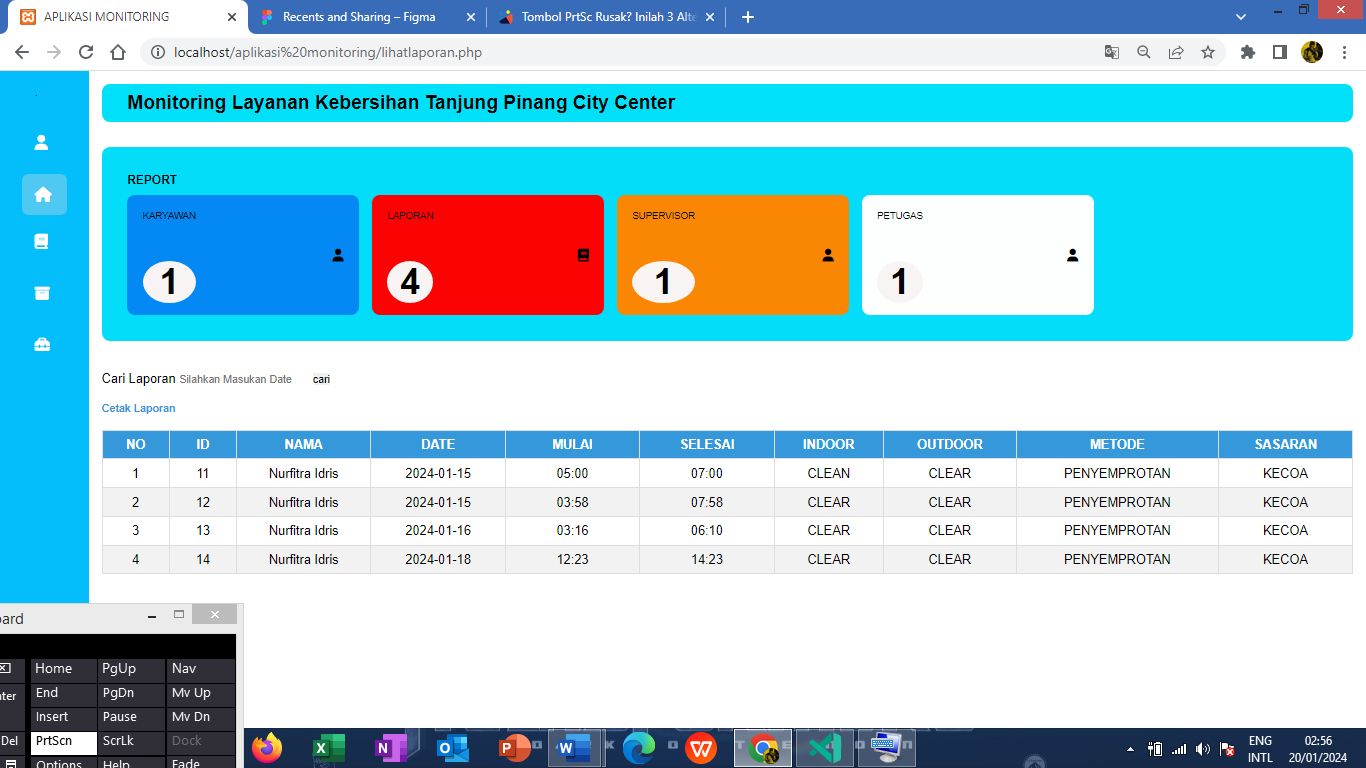 APLIKASI MONITORING
Recents and Sharing – Figma
Tombol PrtSc Rusak? Inilah 3 Alte
localhost/aplikasi%20monitoring/lihatlaporan.php
Monitoring Layanan Kebersihan Tanjung Pinang City Center
REPORT
KARYAWAN
1
LAPORAN
4
SUPERVISOR
1
PETUGAS
1
Cari Laporan Silahkan Masukan Date cari
Cetak Laporan
NO ID NAMA DATE MULAI SELESAI INDOOR OUTDOOR METODE SASARAN
1 11 Nurfitra Idris 2024-01-15 05:00 07:00 CLEAN CLEAR PENYEMPROTAN KECOA
2 12 Nurfitra Idris 2024-01-15 03:58 07:58 CLEAR CLEAR PENYEMPROTAN KECOA
3 13 Nurfitra Idris 2024-01-16 03:16 06:10 CLEAR CLEAR PENYEMPROTAN KECOA
4 14 Nurfitra Idris 2024-01-18 12:23 14:23 CLEAR CLEAR PENYEMPROTAN KECOA
oard
Home PgUp Nav
nter End PgDn Mv Up
Insert Pause Mv Dn
Del PrtScn ScrLk Dock
Options Help Fade
ENG
INTL
02:56
20/01/2024